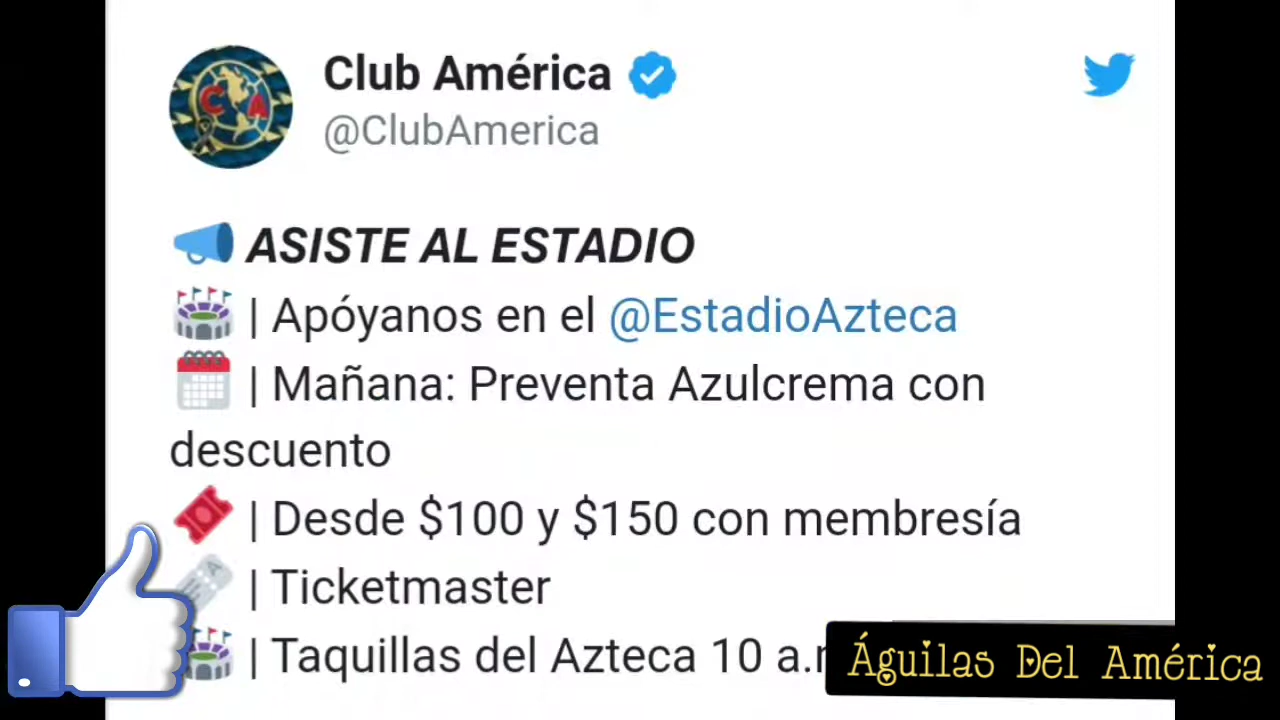 Club América
@ClubAmerica
ASISTE AL ESTADIO
| Apóyanos en el @EstadioAzteca
| Mañana: Preventa Azulcrema con
descuento
| Desde $100 y $150 con membresía
| Ticketmaster
| Taquillas del Azteca 10
Águilas Del América